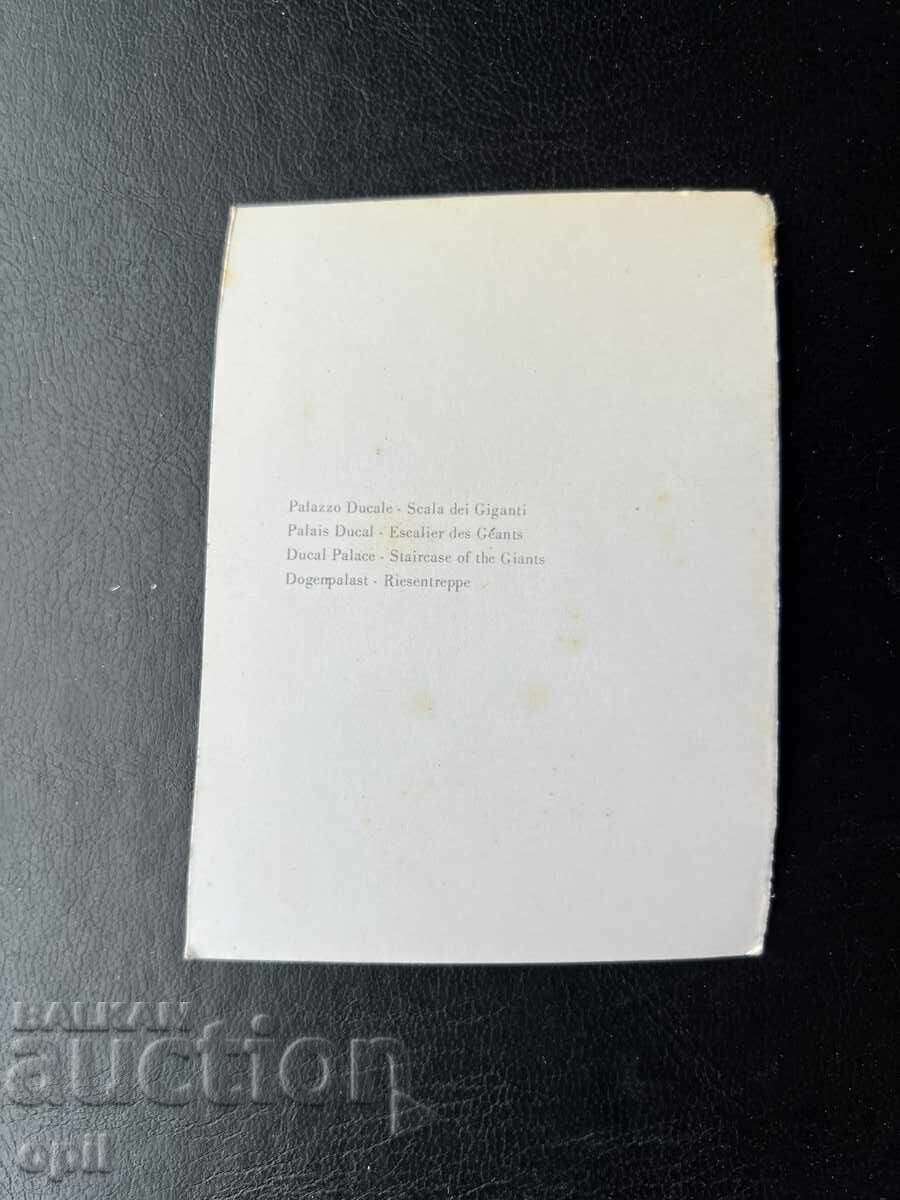 Palazzo Ducale - Scala dei Giganti
Palais Ducal - Escalier des Géants
Ducal Palace - Staircase of the Giants
Dogenpalast - Riesentreppe
BALKAN
auction
opil